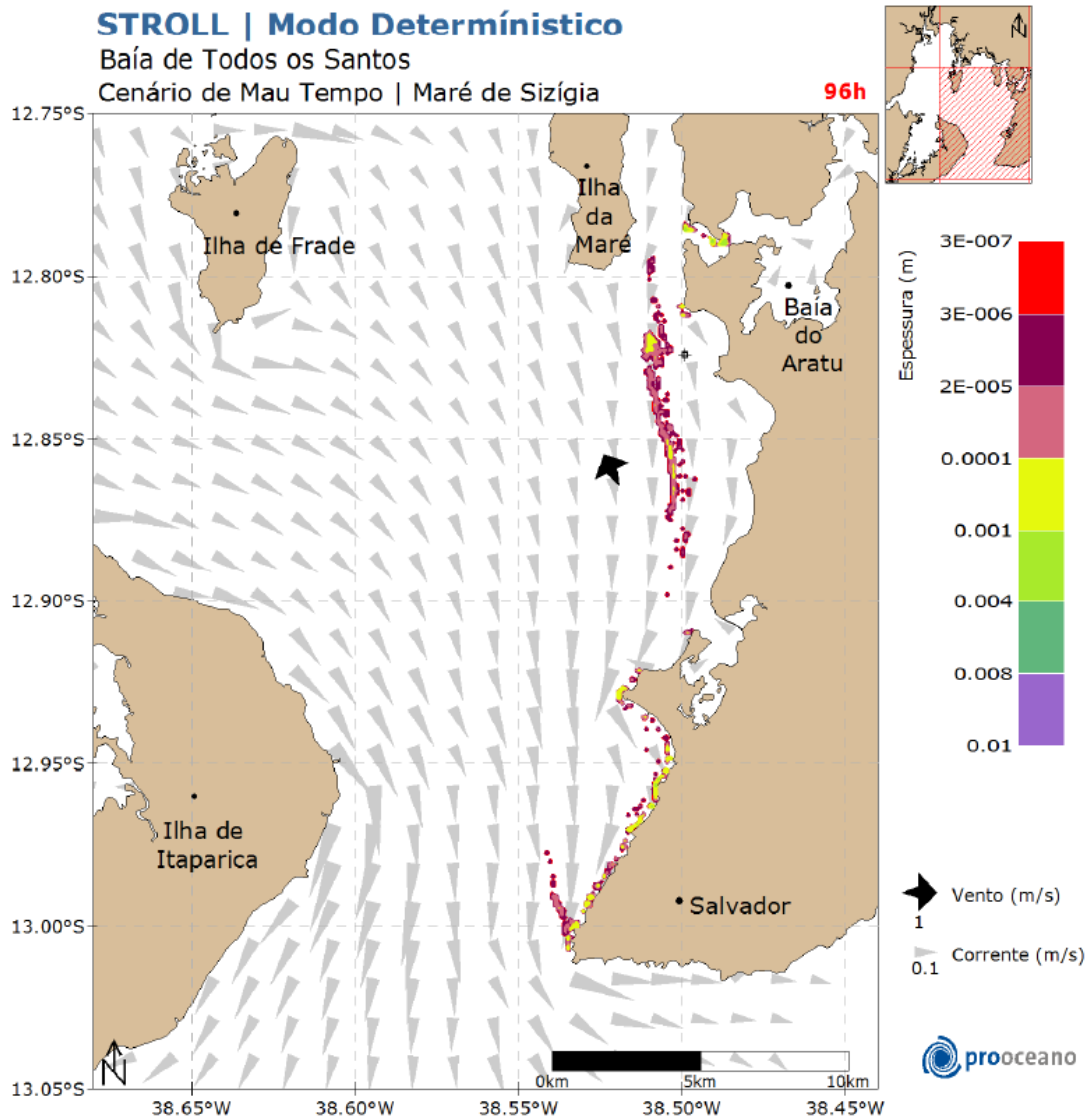 STROLL | Modo Determínistico
Baía de Todos os Santos
Cenário de Mau Tempo | Maré de Sizígia
96h
N
12.75°S
12.80°S
12.85°S
12.90°S
12.95°S
13.00°S
13.05°S
38.65°W
38.60°W
38.55°W
38.50°W
38.45°W
Ilha de Frade
Ilha
da
Maré
Baía
do
Aratu
Ilha de
Itaparica
Salvador
N
0km
5km
10km
Espessura (m)
3E-007
3E-006
2E-005
0.0001
0.001
0.004
0.008
0.01
Vento (m/s)
1
Corrente (m/s)
0.1
prooceano